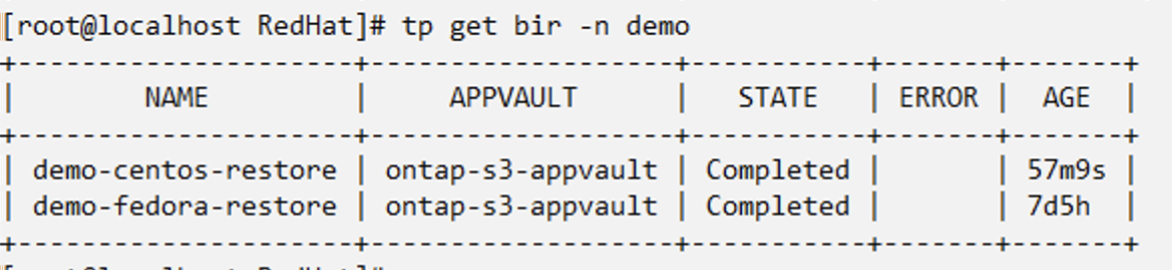 [root@localhost RedHat]# tp get bir -n demo
+---------------------+-------------------+-----------+-------+-------+
|        NAME         |     APPVAULT      |   STATE   | ERROR |  AGE  |
+---------------------+-------------------+-----------+-------+-------+
| demo-centos-restore | ontap-s3-appvault | Completed |       | 57m9s |
| demo-fedora-restore | ontap-s3-appvault | Completed |       | 7d5h  |
+---------------------+-------------------+-----------+-------+-------+